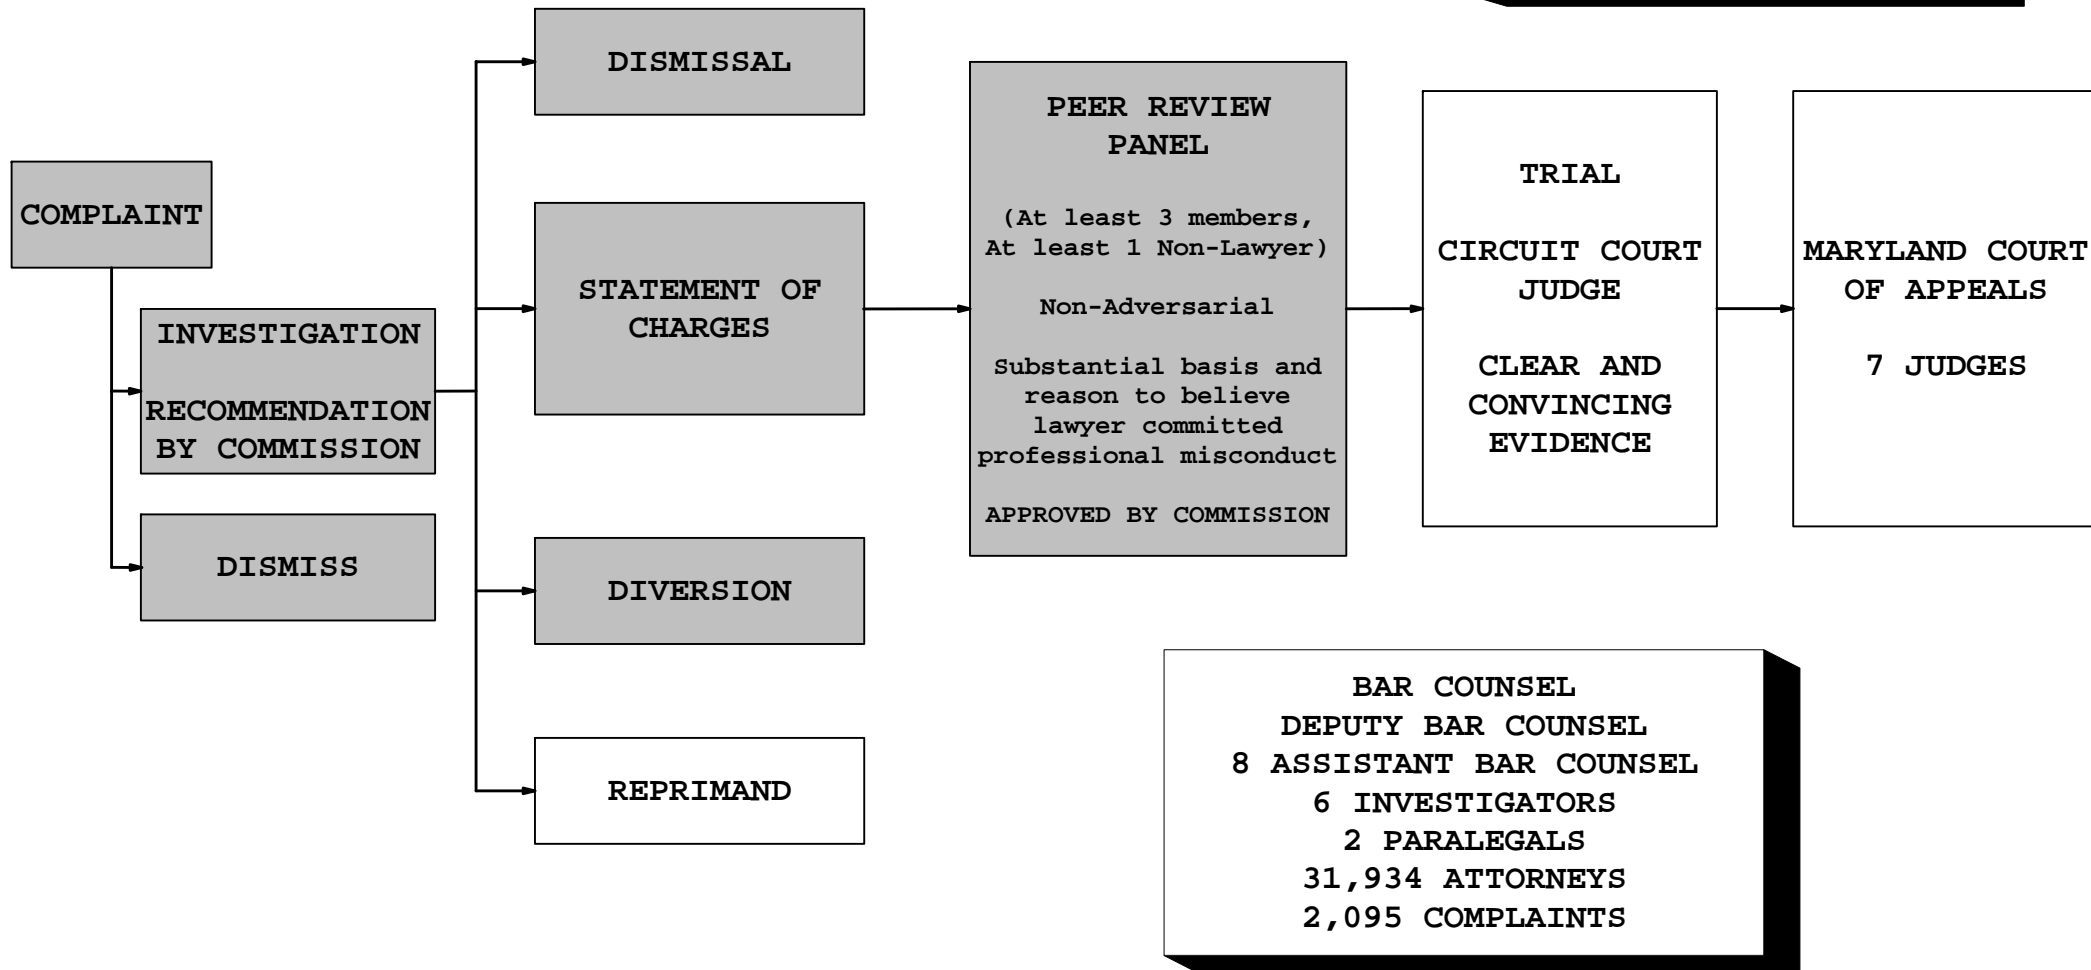 COMPLAINT
INVESTIGATION
RECOMMENDATION
BY COMMISSION
DISMISS
DISMISSAL
STATEMENT OF
CHARGES
DIVERSION
REPRIMAND
PEER REVIEW
PANEL
(At least 3 members,
At least 1 Non-Lawyer)
Non-Adversarial
Substantial basis and
reason to believe
lawyer committed
professional misconduct
APPROVED BY COMMISSION
TRIAL
CIRCUIT COURT
JUDGE
CLEAR AND
CONVINCING
EVIDENCE
MARYLAND COURT
OF APPEALS
7 JUDGES
BAR COUNSEL
DEPUTY BAR COUNSEL
8 ASSISTANT BAR COUNSEL
6 INVESTIGATORS
2 PARALEGALS
31,934 ATTORNEYS
2,095 COMPLAINTS